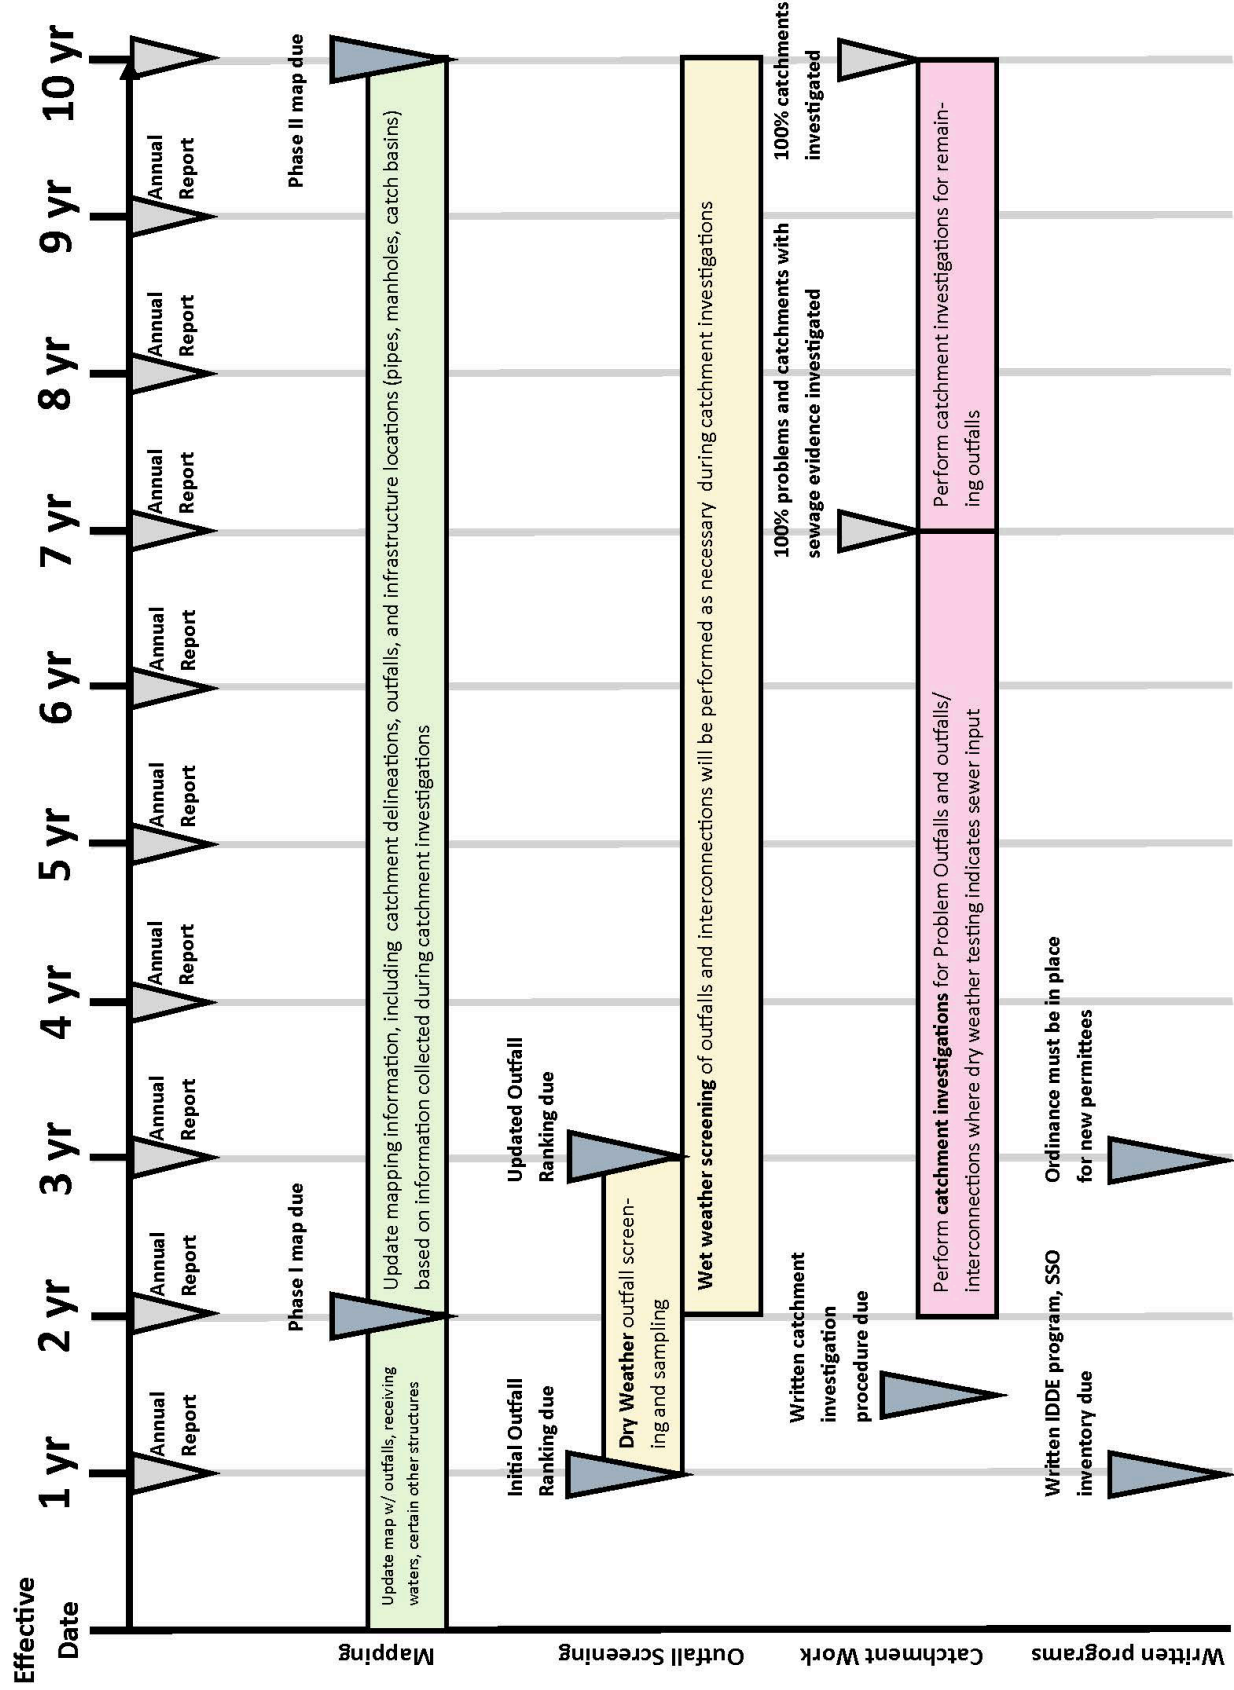 Effective
Date
1 yr
2 yr
3 yr
4 yr
5 yr
6 yr
7 yr
8 yr
9 yr
10 yr
Annual
Report
Annual
Report
Annual
Report
Annual
Report
Annual
Report
Annual
Report
Annual
Report
Annual
Report
Annual
Report
Mapping
Phase I map due
Phase II map due
Update map w/ outfalls, receiving
waters, certain other structures
Update mapping information, including catchment delineations, outfalls, and infrastructure locations (pipes, manholes, catch basins)
based on information collected during catchment investigations
Outfall Screening
Initial Outfall
Ranking due
Updated Outfall
Ranking due
Dry Weather outfall screen-
ing and sampling
Wet weather screening of outfalls and interconnections will be performed as necessary during catchment investigations
Catchment Work
Written catchment
investigation
procedure due
100% problems and catchments with
sewage evidence investigated
100% catchments
investigated
Perform catchment investigations for Problem Outfalls and outfalls/
interconnections where dry weather testing indicates sewer input
Perform catchment investigations for remain-
ing outfalls
Written programs
Written IDDE program, SSO
inventory due
Ordinance must be in place
for new permittees